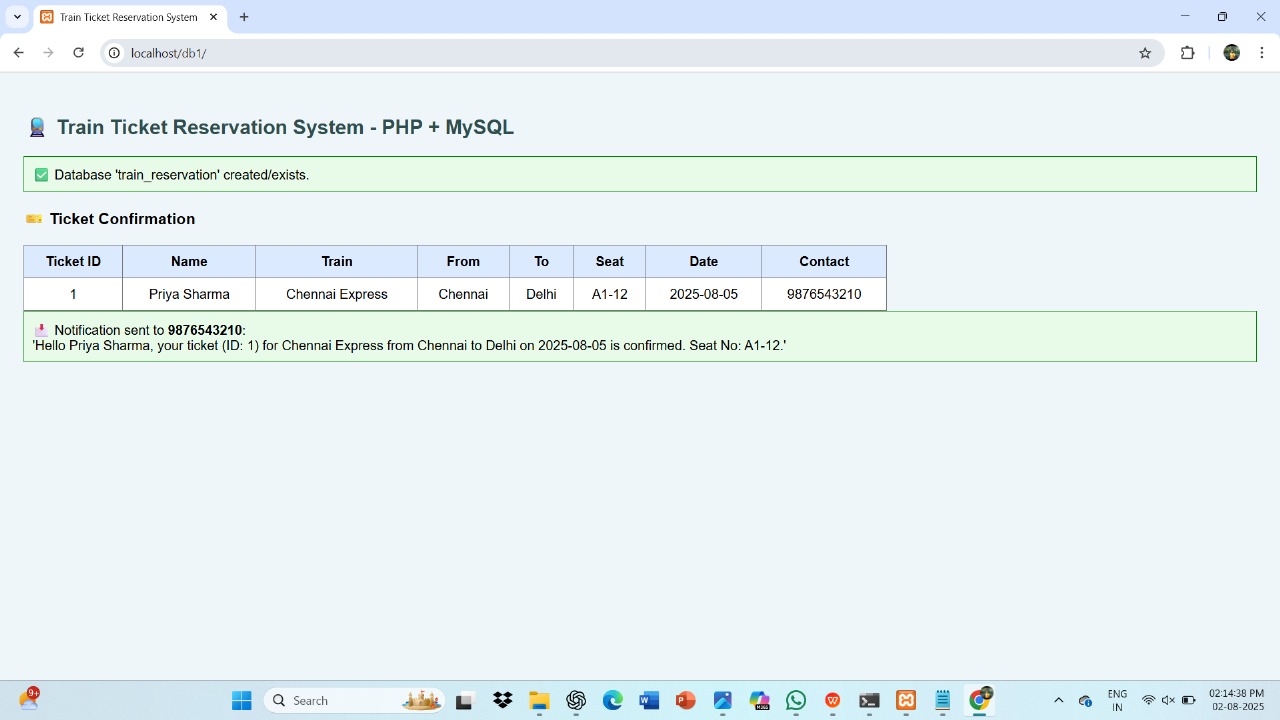 Train Ticket Reservation System
localhost/db1/
Train Ticket Reservation System - PHP + MySQL
Database 'train_reservation' created/exists.
Ticket Confirmation
Ticket ID Name Train From To Seat Date Contact
1 Priya Sharma Chennai Express Chennai Delhi A1-12 2025-08-05 9876543210
Notification sent to 9876543210:
'Hello Priya Sharma, your ticket (ID: 1) for Chennai Express from Chennai to Delhi on 2025-08-05 is confirmed. Seat No: A1-12.'
9+
Search
M365
ENG
IN
02:14:38 PM
02-08-2025